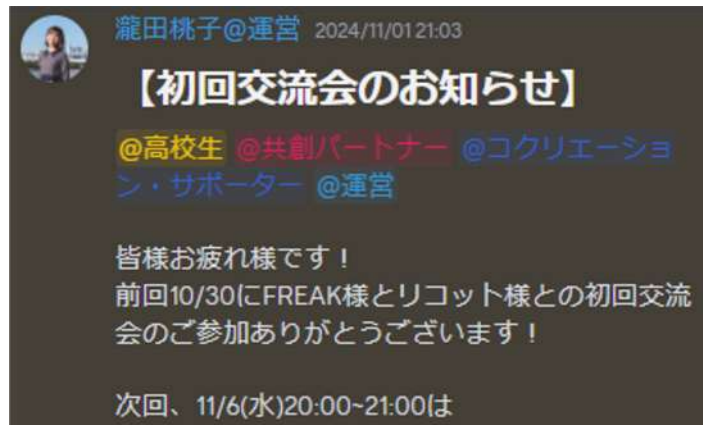 瀧田桃子@運営 2024/11/01 21:03
【初回交流会のお知らせ】
@高校生 @共創パートナー @コクリエーショ
ン・サポーター @運営
皆様お疲れ様です！
前回10/30にFREAK様とリコット様との初回交流
会のご参加ありがとうございます！
次回、11/6(水)20:00~21:00は